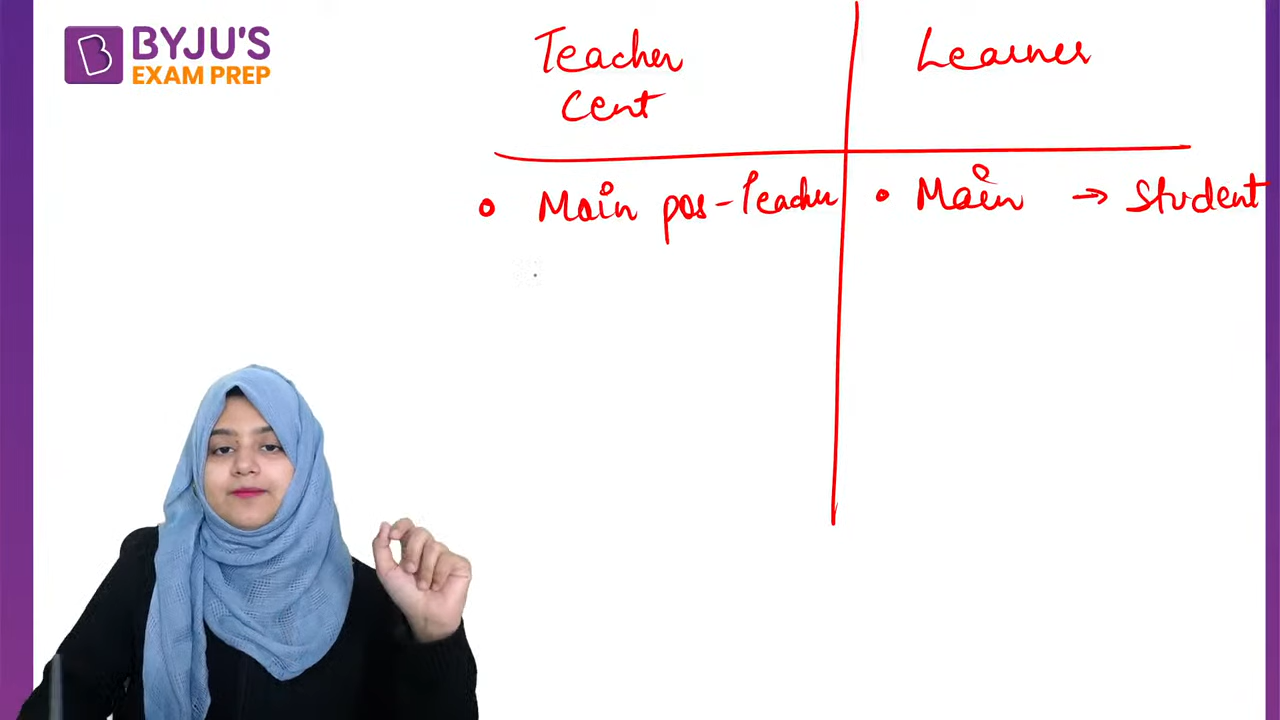 BYJU'S
EXAM PREP
Teacher
Cent
Learner
• Main pos - Teacher
• Main → Student